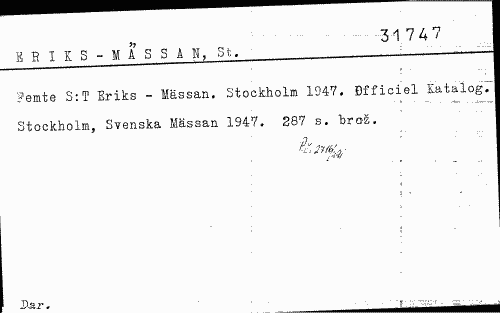 31747
ERIKS-MÄSSAN, St.
Femte S:T Eriks - Mässan. Stockholm 1947. Officiel Katalog.
Stockholm, Svenska Mässan 1947. 287 s. brož.
Dar.